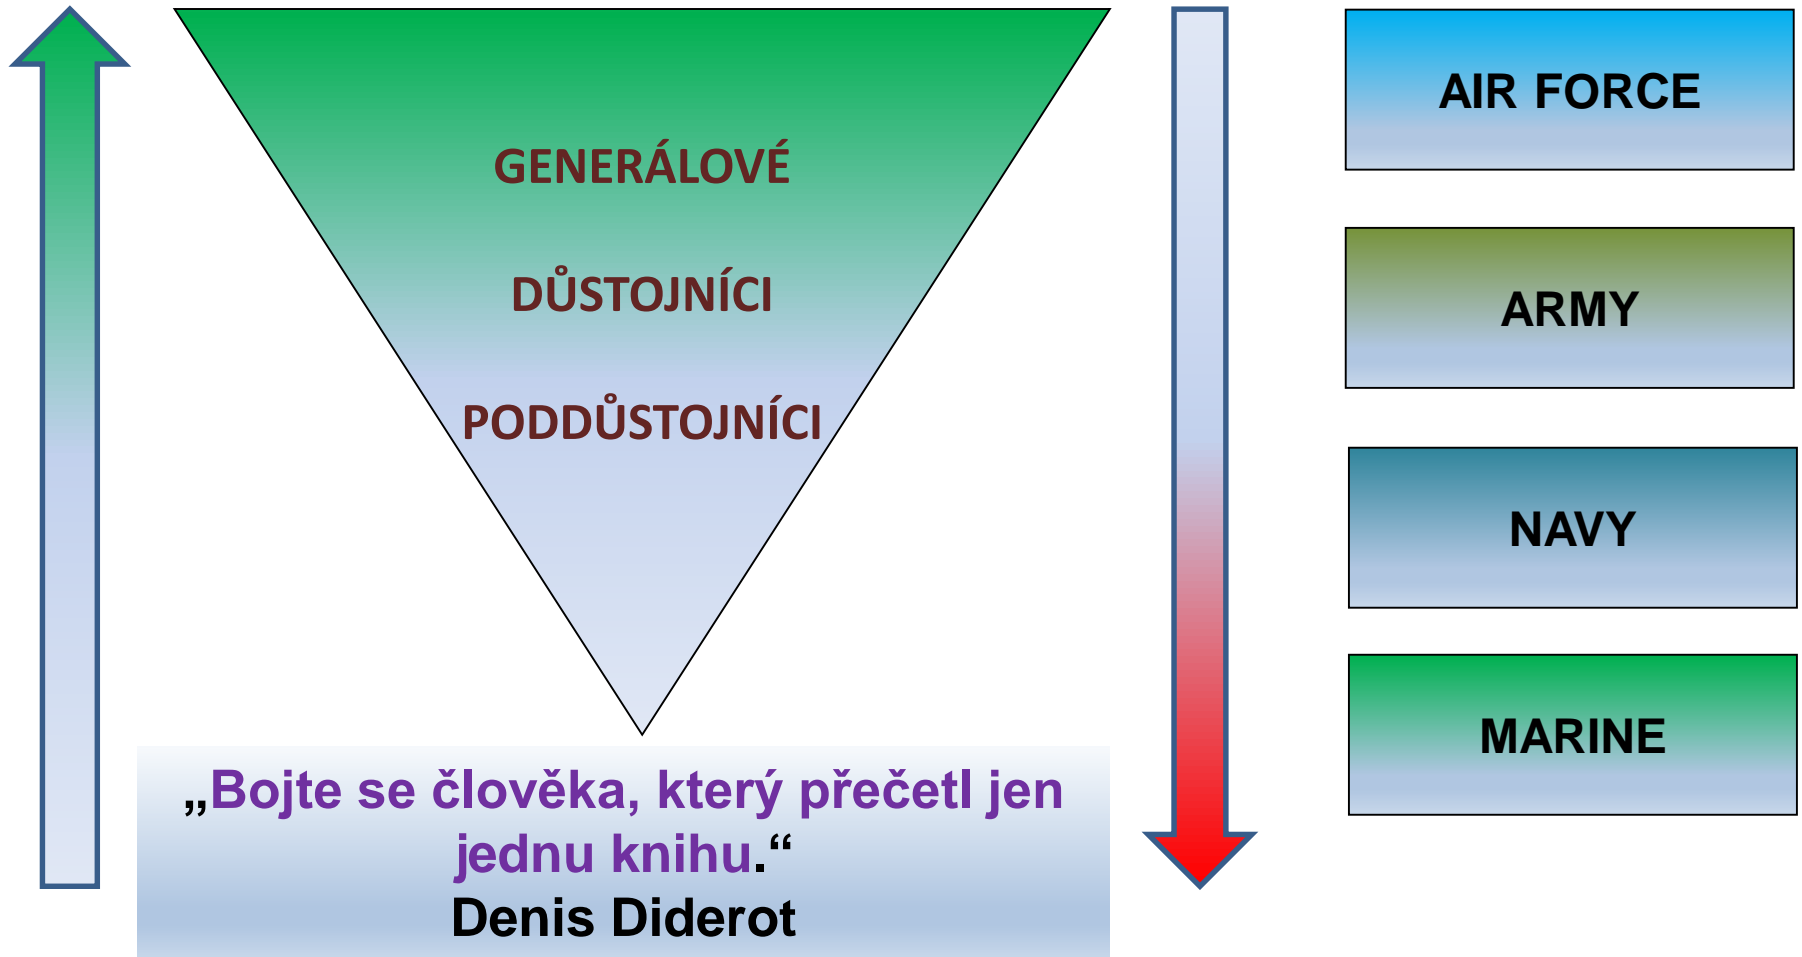 GENERÁLOVÉ
DŮSTOJNÍCI
PODDŮSTOJNÍCI
„Bojte se člověka, který přečetl jen
jednu knihu.“
Denis Diderot
AIR FORCE
ARMY
NAVY
MARINE